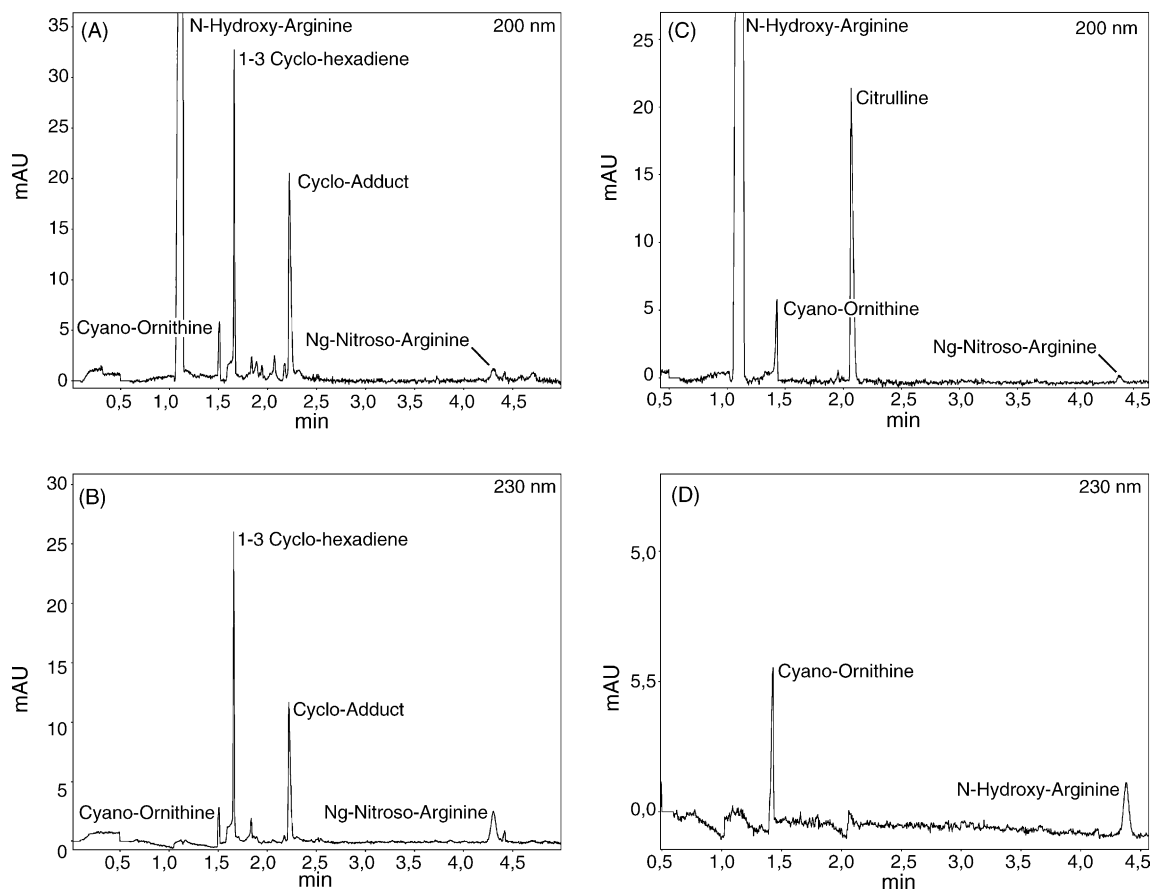 (A)
200 nm
N-Hydroxy-Arginine
1-3 Cyclo-hexadiene
Cyclo-Adduct
Cyano-Ornithine
Ng-Nitroso-Arginine
mAU
35
30
25
20
15
10
5
0
0,5 1,0 1,5 2,0 2,5 3,0 3,5 4,0 4,5
min
(C)
200 nm
N-Hydroxy-Arginine
Citrulline
Cyano-Ornithine
Ng-Nitroso-Arginine
mAU
25
20
15
10
5
0
0,5 1,0 1,5 2,0 2,5 3,0 3,5 4,0 4,5
min
(B)
230 nm
1-3 Cyclo-hexadiene
Cyclo-Adduct
Cyano-Ornithine
Ng-Nitroso-Arginine
mAU
30
25
20
15
10
5
0
0,5 1,0 1,5 2,0 2,5 3,0 3,5 4,0 4,5
min
(D)
230 nm
Cyano-Ornithine
N-Hydroxy-Arginine
mAU
5,0
5,5
0,0
0,5 1,0 1,5 2,0 2,5 3,0 3,5 4,0 4,5
min